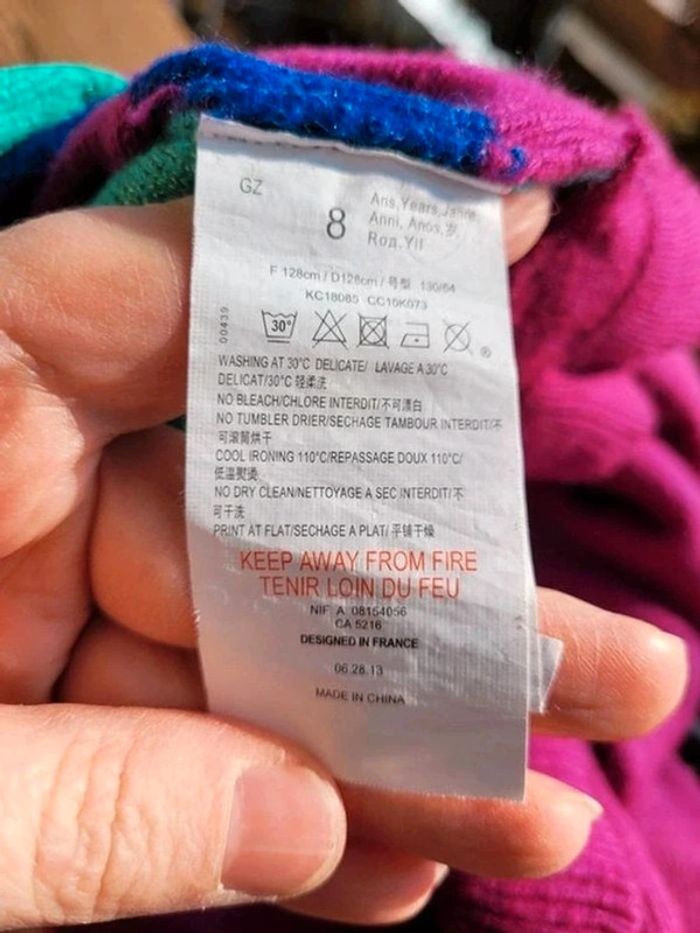 GZ
8
Ans, Years, Jahre,
Anni, Anos, 岁,
Roд. Yil
F 128cm / D128cm / 号型 130/64
KC18085 CC10K073
00439
30°
WASHING AT 30°C DELICATE/ LAVAGE A 30°C
DELICAT/30°C 轻柔洗
NO BLEACH/CHLORE INTERDIT/不可漂白
NO TUMBLER DRIER/SECHAGE TAMBOUR INTERDIT/不
可滚筒烘干
COOL IRONING 110°C/REPASSAGE DOUX 110°C/
低温熨烫
NO DRY CLEAN/NETTOYAGE A SEC INTERDIT/ 不
可干洗
PRINT AT FLAT/SECHAGE A PLAT/ 平铺干燥
KEEP AWAY FROM FIRE
TENIR LOIN DU FEU
NIF A 08154056
CA 5216
DESIGNED IN FRANCE
06.28.13
MADE IN CHINA